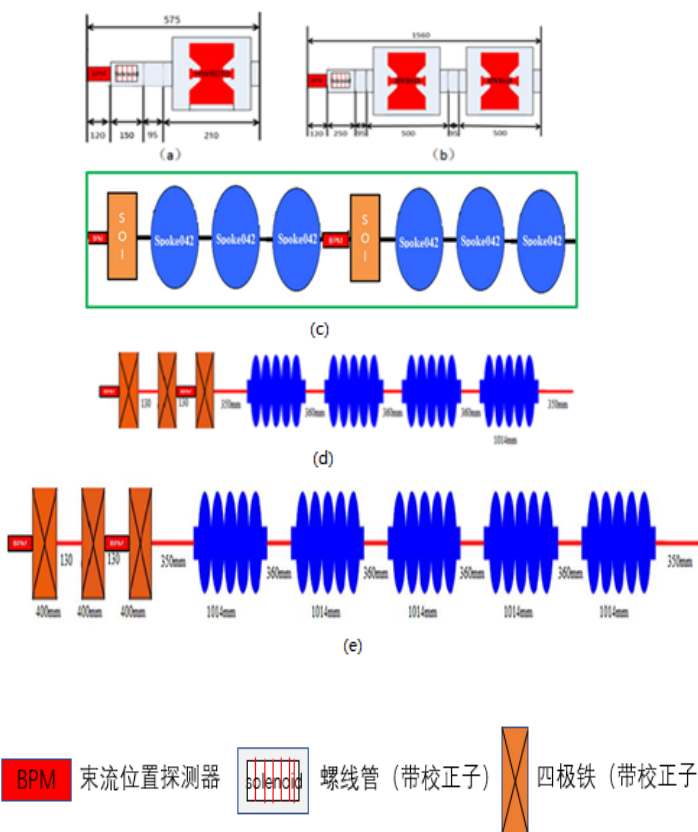 575
1560
BPM
solenoid
BPM
solenoid
120
150
95
210
120
250
95
500
95
500
(a)
(b)
BPM
SOl
Spoke042
Spoke042
Spoke042
BPM
SOl
Spoke042
Spoke042
Spoke042
(c)
BPM
130
BPM
130
350mm
360mm
360mm
360mm
350mm
1014mm
(d)
BPM
130
BPM
130
350mm
360mm
360mm
360mm
360mm
350mm
400mm
400mm
400mm
1014mm
1014mm
1014mm
1014mm
1014mm
(e)
BPM 束流位置探测器 solenoid 螺线管（带校正子） 四极铁（带校正子